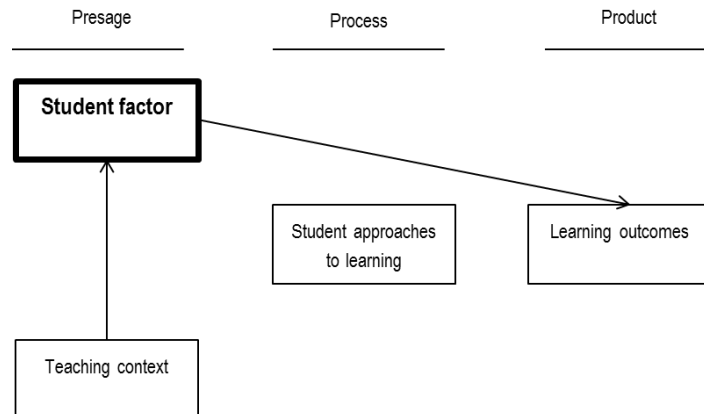 Presage
Process
Product
Student factor
Student approaches
to learning
Learning outcomes
Teaching context